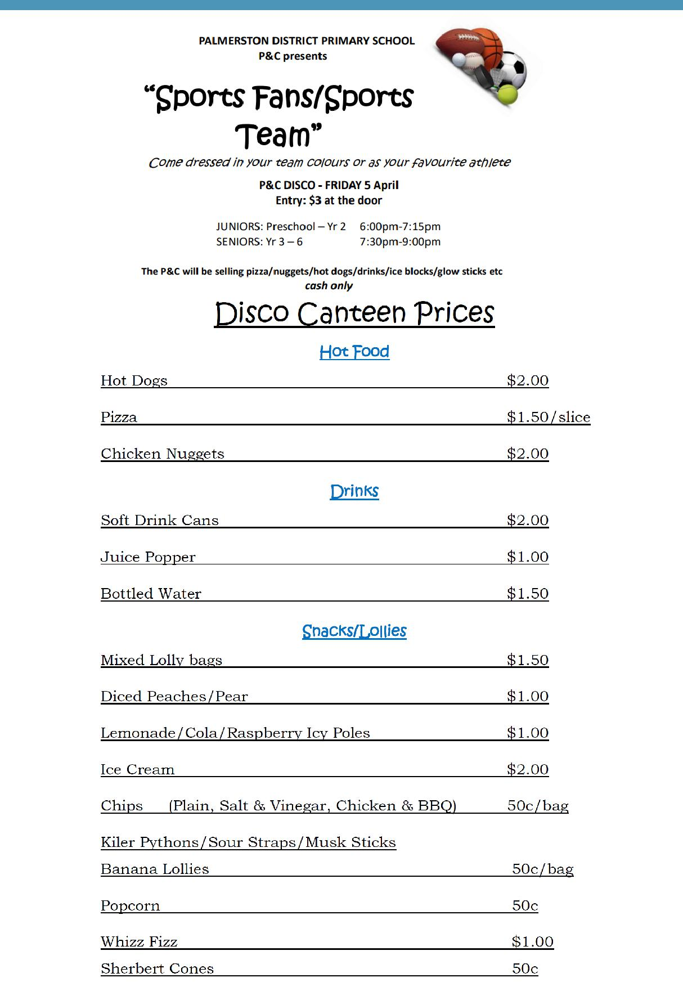 PALMERSTON DISTRICT PRIMARY SCHOOL
P&C presents
“Sports Fans/Sports
Team”
Come dressed in your team colours or as your favourite athlete
P&C DISCO - FRIDAY 5 April
Entry: $3 at the door
JUNIORS: Preschool – Yr 2 6:00pm-7:15pm
SENIORS: Yr 3 – 6 7:30pm-9:00pm
The P&C will be selling pizza/nuggets/hot dogs/drinks/ice blocks/glow sticks etc
cash only
Disco Canteen Prices
Hot Food
Hot Dogs $2.00
Pizza $1.50/slice
Chicken Nuggets $2.00
Drinks
Soft Drink Cans $2.00
Juice Popper $1.00
Bottled Water $1.50
Snacks/Lollies
Mixed Lolly bags $1.50
Diced Peaches/Pear $1.00
Lemonade/Cola/Raspberry Icy Poles $1.00
Ice Cream $2.00
Chips (Plain, Salt & Vinegar, Chicken & BBQ) 50c/bag
Kiler Pythons/Sour Straps/Musk Sticks
Banana Lollies 50c/bag
Popcorn 50c
Whizz Fizz $1.00
Sherbert Cones 50c